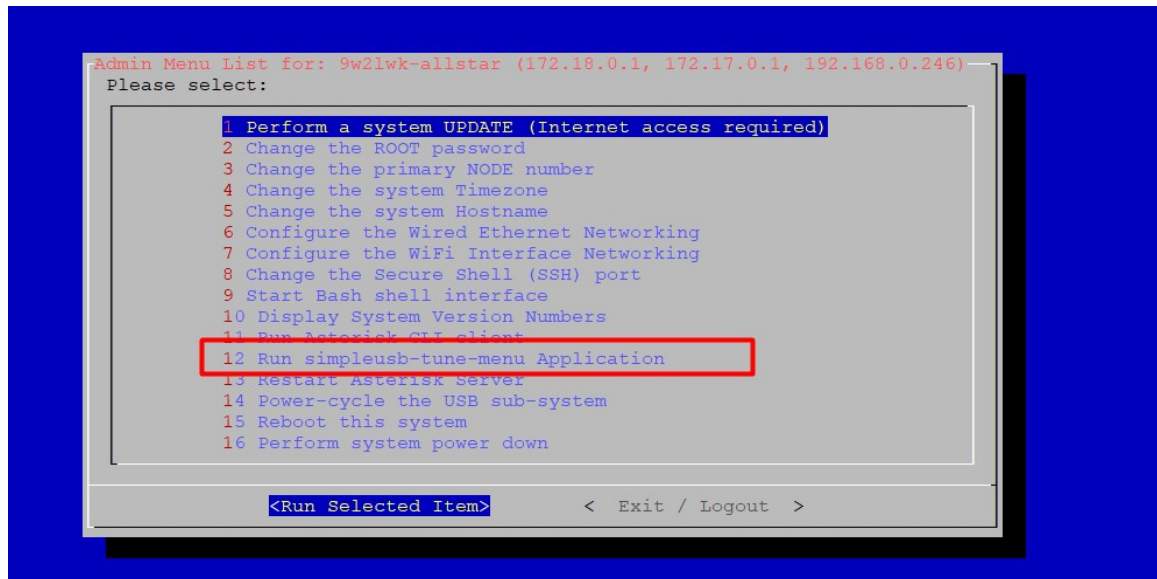 Admin Menu List for: 9w2lwk-allstar (172.18.0.1, 172.17.0.1, 192.168.0.246)
Please select:
1 Perform a system UPDATE (Internet access required)
2 Change the ROOT password
3 Change the primary NODE number
4 Change the system Timezone
5 Change the system Hostname
6 Configure the Wired Ethernet Networking
7 Configure the WiFi Interface Networking
8 Change the Secure Shell (SSH) port
9 Start Bash shell interface
10 Display System Version Numbers
11 Run Asterisk CLI client
12 Run simpleusb-tune-menu Application
13 Restart Asterisk Server
14 Power-cycle the USB sub-system
15 Reboot this system
16 Perform system power down
<Run Selected Item> < Exit / Logout >